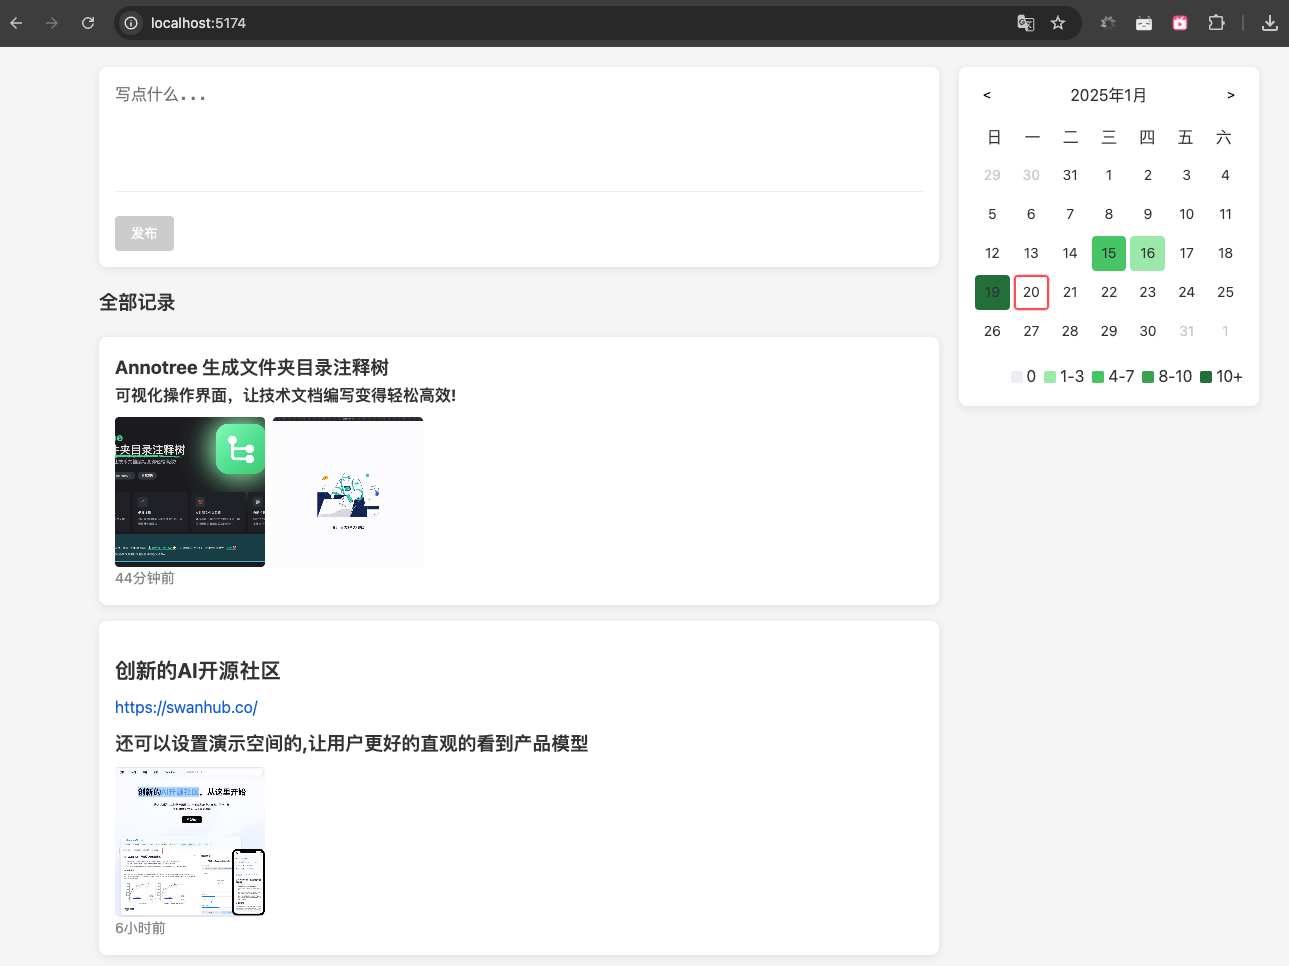 localhost:5174
写点什么...
发布
全部记录
Annotree 生成文件夹目录注释树
可视化操作界面，让技术文档编写变得轻松高效!
夹目录注释树
44分钟前
创新的AI开源社区
https://swanhub.co/
还可以设置演示空间的,让用户更好的直观的看到产品模型
创新的AI开源社区，从这里开始
6小时前
< 2025年1月 >
日 一 二 三 四 五 六
29 30 31 1 2 3 4
5 6 7 8 9 10 11
12 13 14 15 16 17 18
19 20 21 22 23 24 25
26 27 28 29 30 31 1
0 1-3 4-7 8-10 10+